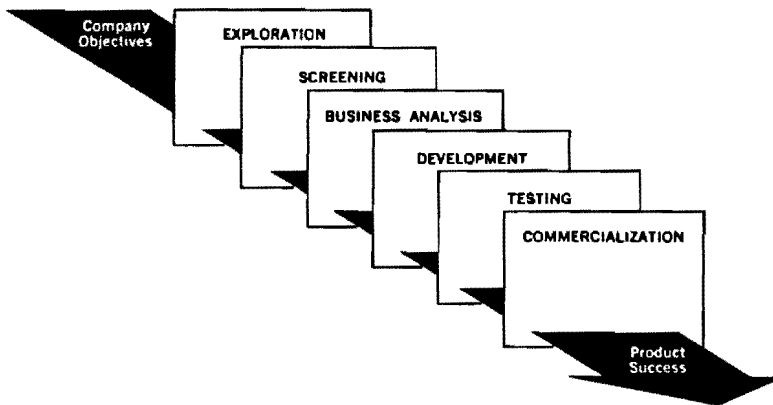 Company
Objectives
EXPLORATION
SCREENING
BUSINESS ANALYSIS
DEVELOPMENT
TESTING
COMMERCIALIZATION
Product
Success